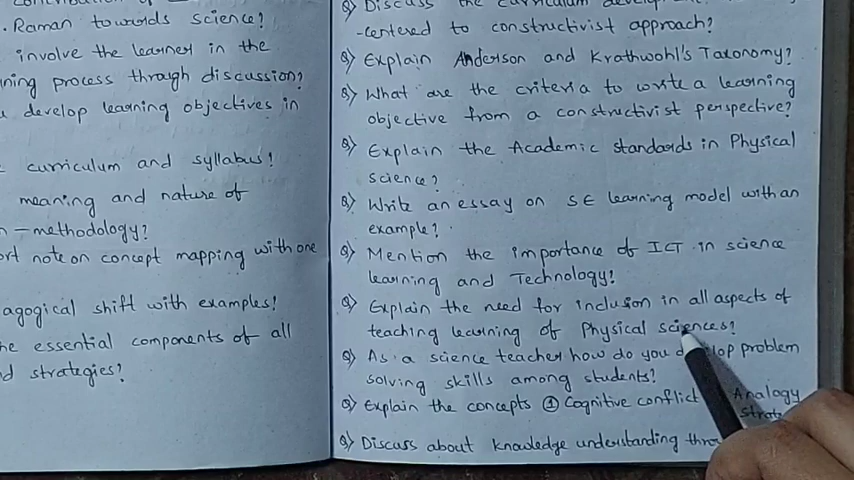 Raman towards science?
involve the learner in the
ning process through discussion?
develop learning objectives in
curriculum and syllabus!
meaning and nature of
- methodology?
ort note on concept mapping with one
agogical shift with examples!
he essential components of all
d strategies?
Q) Discuss the curriculum
-centered to constructivist approach?
Q) Explain Anderson and Krathwohl's Taxonomy?
Q) What are the criteria to write a learning
objective from a constructivist perspective?
Q) Explain the Academic standards in Physical
science?
Q) Write an essay on 5E learning model with an
example?
Q) Mention the importance of ICT in science
learning and Technology!
Q) Explain the need for inclusion in all aspects of
teaching learning of Physical sciences?
Q) As a science teacher how do you problem
solving skills among students?
Q) Explain the concepts ① Cognitive conflict Analogy
Q) Discuss about knowledge understanding